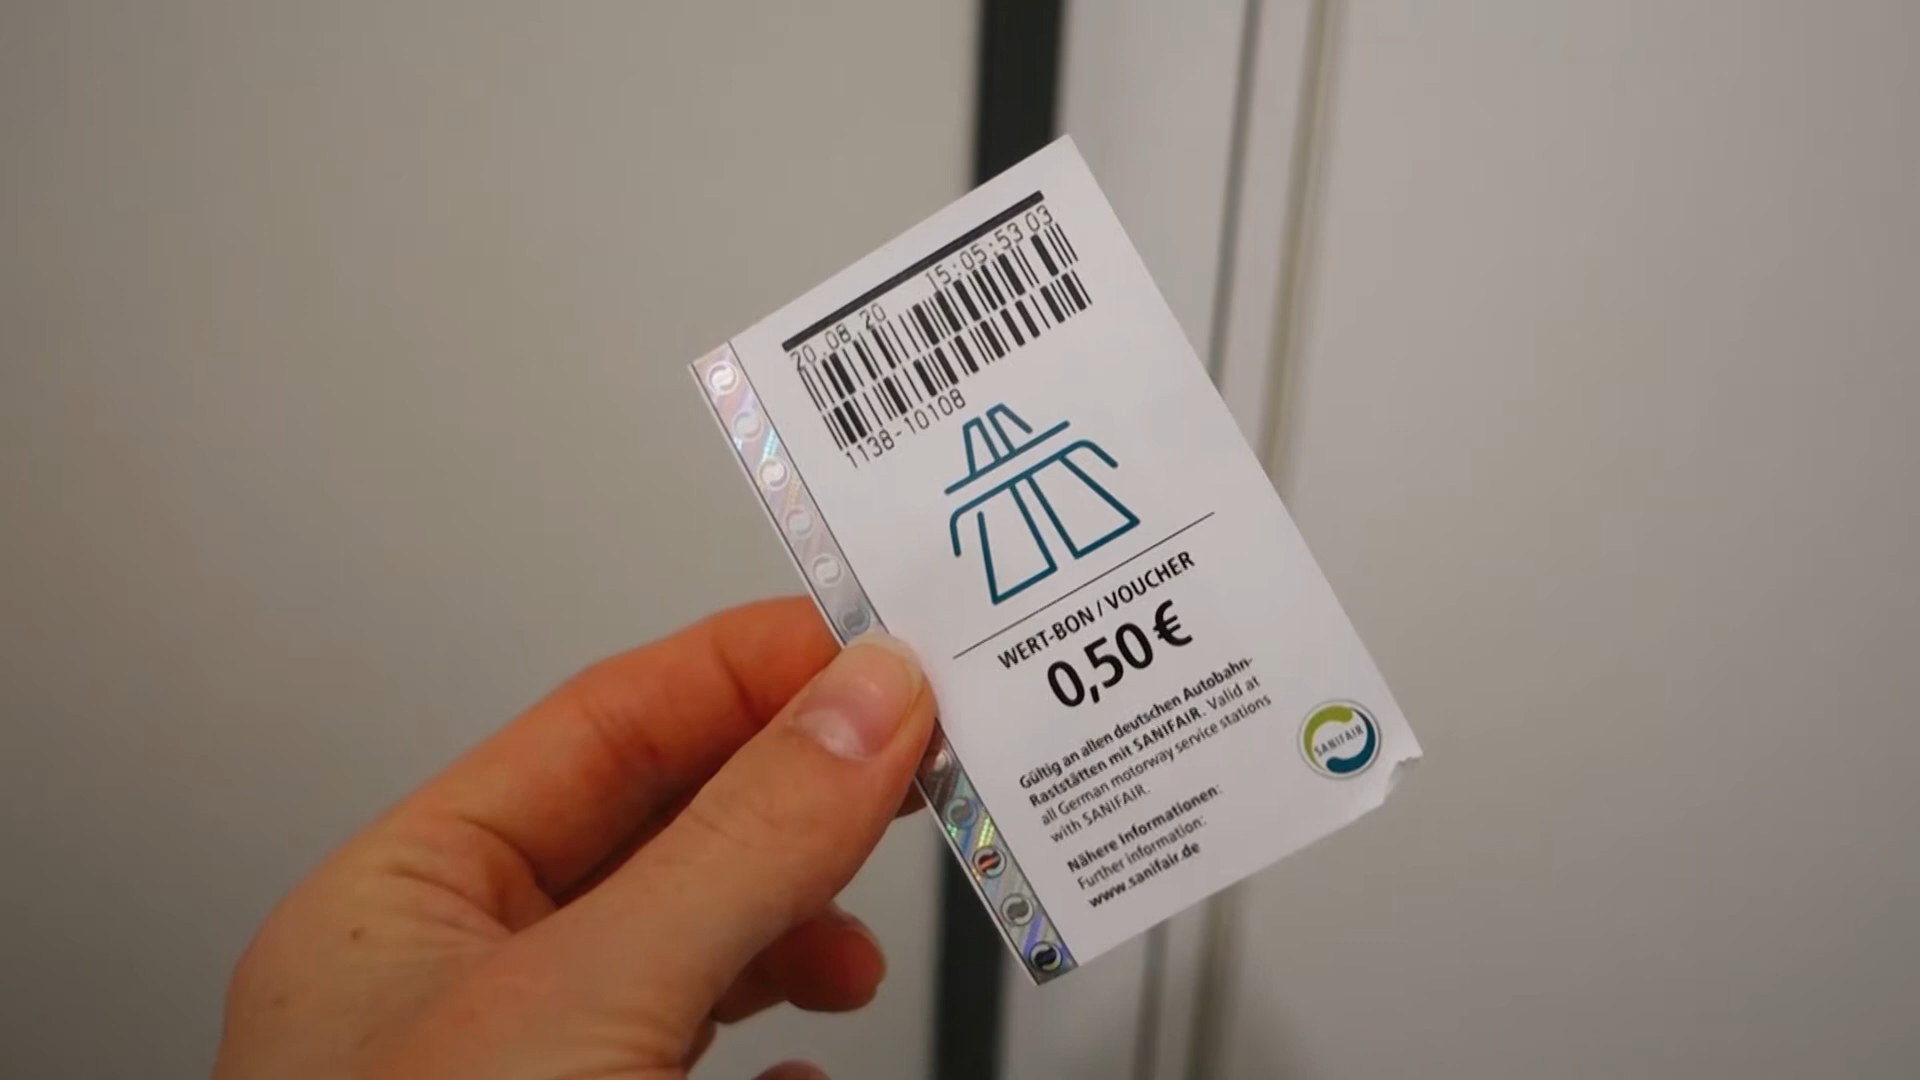 20.08.20 15:05:53 03
1138-10108
WERT-BON / VOUCHER
0,50 €
Gültig an allen deutschen Autobahn-
Raststätten mit SANIFAIR. Valid at
all German motorway service stations
with SANIFAIR.
Nähere Informationen:
Further information:
www.sanifair.de
SANIFAIR